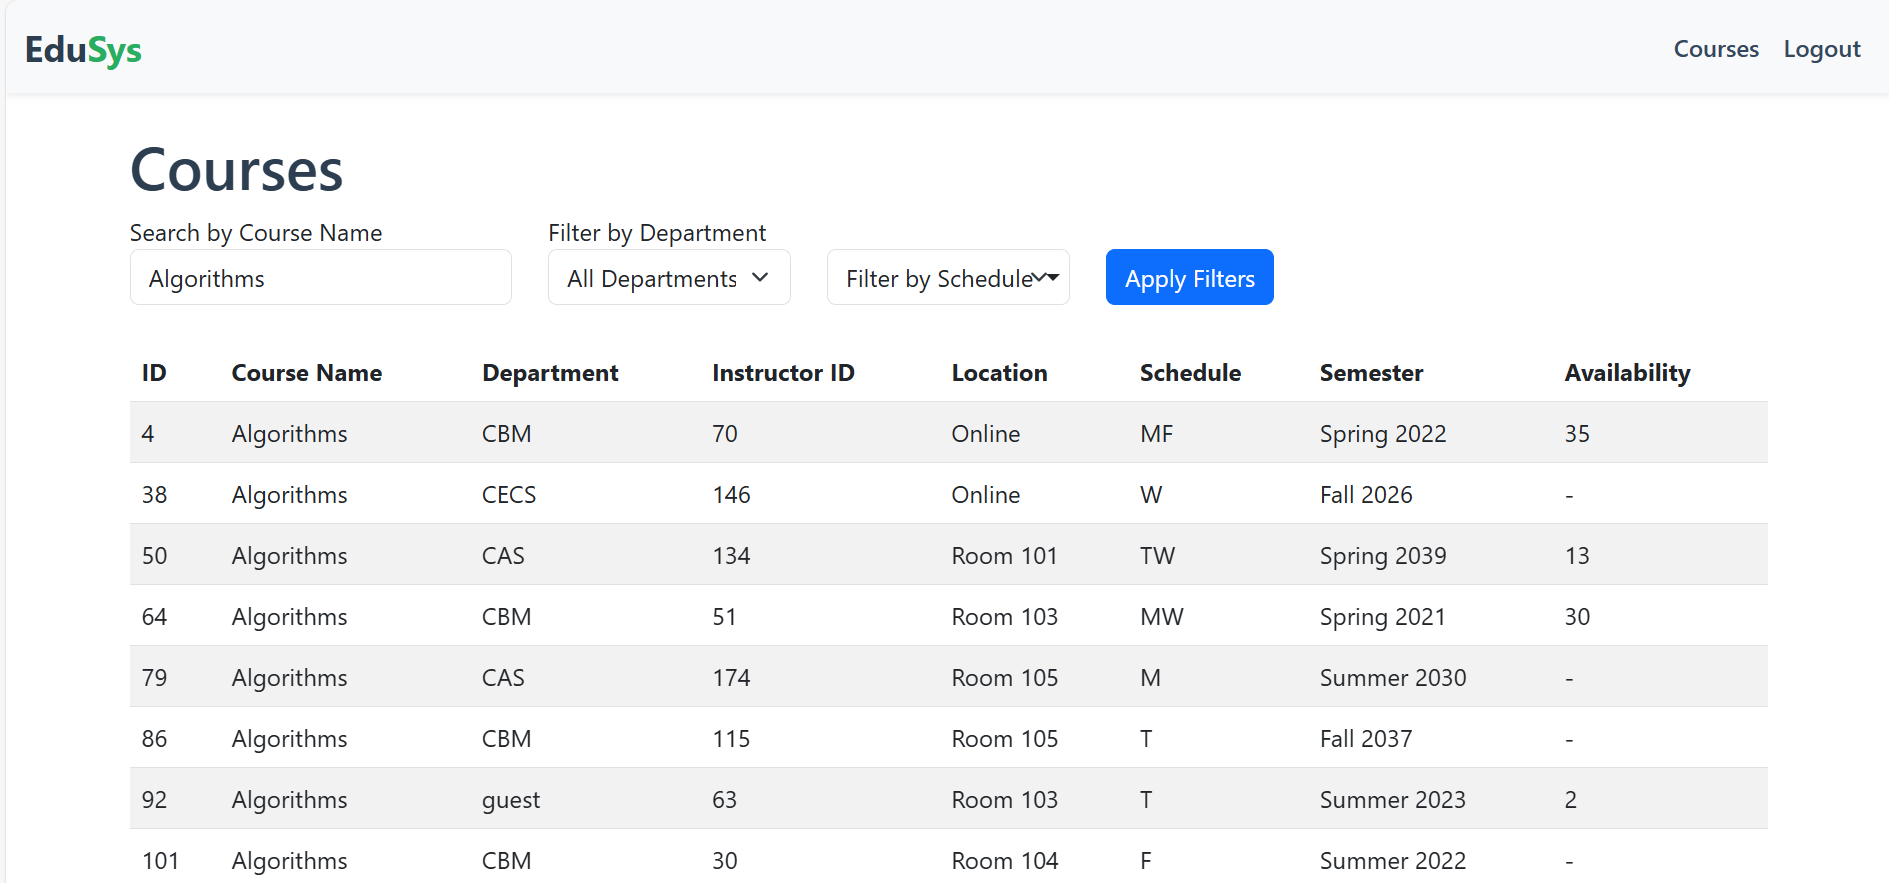 EduSys Courses Logout
Courses
Search by Course Name Filter by Department
Algorithms All Departments Filter by Schedule Apply Filters
ID Course Name Department Instructor ID Location Schedule Semester Availability
4 Algorithms CBM 70 Online MF Spring 2022 35
38 Algorithms CECS 146 Online W Fall 2026 -
50 Algorithms CAS 134 Room 101 TW Spring 2039 13
64 Algorithms CBM 51 Room 103 MW Spring 2021 30
79 Algorithms CAS 174 Room 105 M Summer 2030 -
86 Algorithms CBM 115 Room 105 T Fall 2037 -
92 Algorithms guest 63 Room 103 T Summer 2023 2
101 Algorithms CBM 30 Room 104 F Summer 2022 -